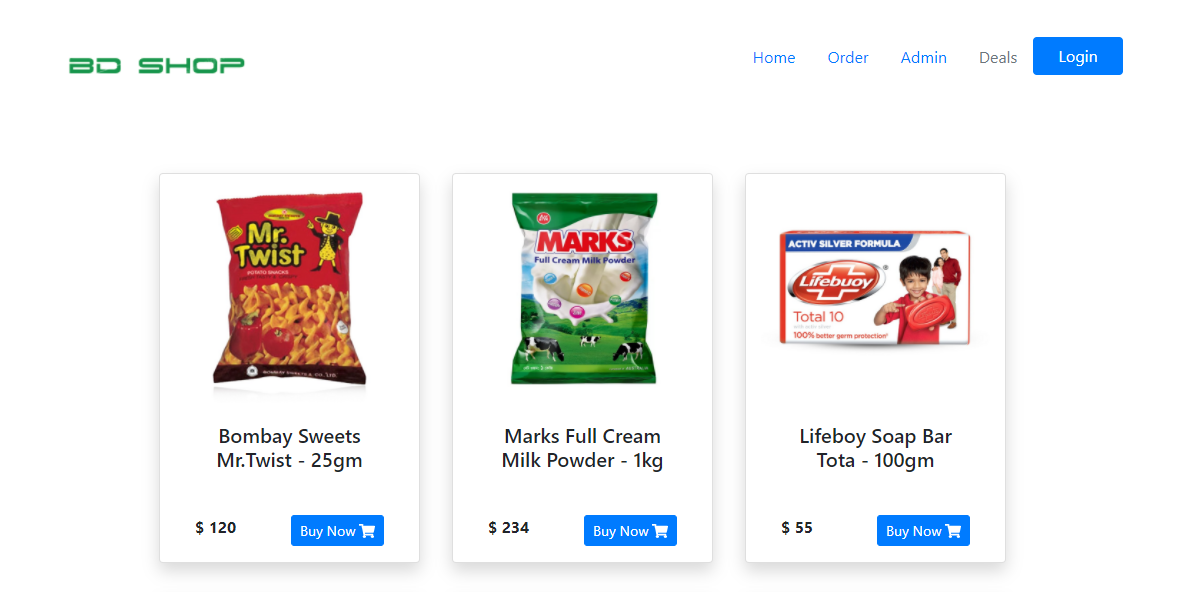 BD SHOP
Home Order Admin Deals Login
Mr.
Twist
POTATO SNACKS
MARKS
Full Cream Milk Powder
ACTIV SILVER FORMULA
Lifebuoy
Total 10
100% better germ protection
Bombay Sweets
Mr.Twist - 25gm
Marks Full Cream
Milk Powder - 1kg
Lifeboy Soap Bar
Tota - 100gm
$ 120 Buy Now
$ 234 Buy Now
$ 55 Buy Now